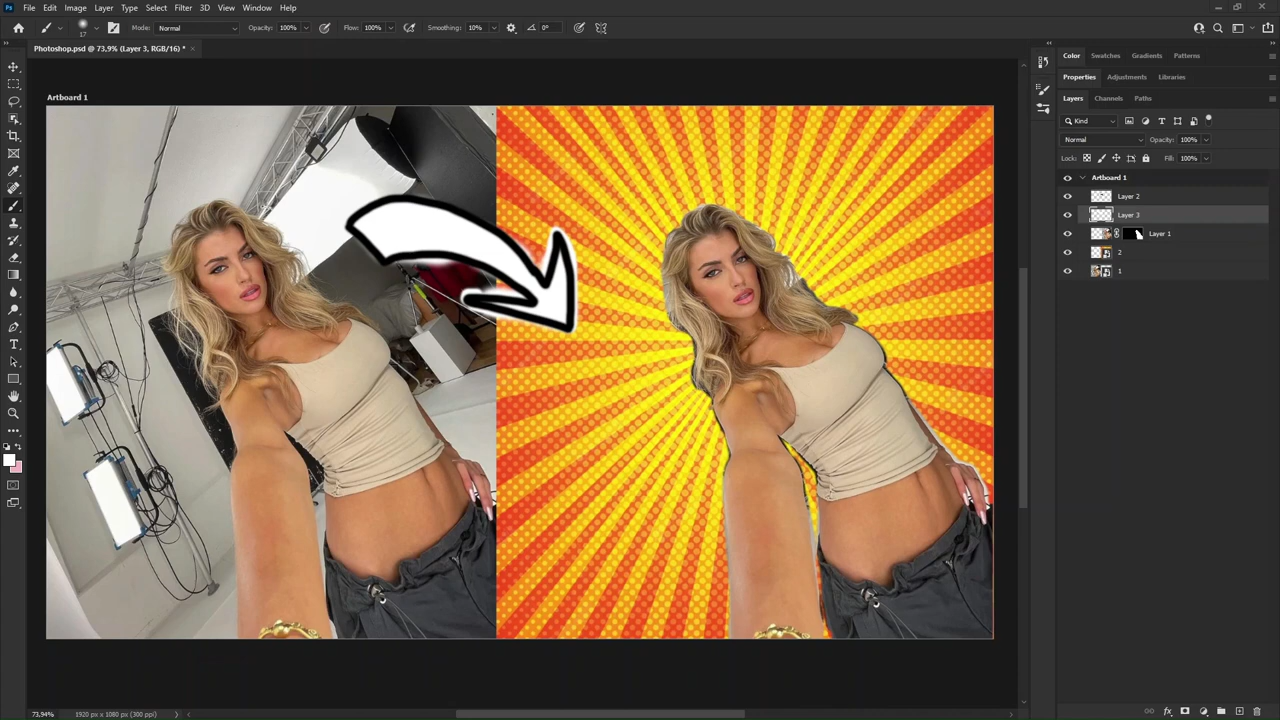 Ps File Edit Image Layer Type Select Filter 3D View Window Help
17 Mode: Normal Opacity: 100% Flow: 100% Smoothing: 10% 0°
Photoshop.psd @ 73,9% (Layer 3, RGB/16) *
Color Swatches Gradients Patterns
Properties Adjustments Libraries
Artboard 1
Layers Channels Paths
Kind
Normal Opacity: 100%
Lock: Fill: 100%
Artboard 1
Layer 2
Layer 3
Layer 1
2
1
73,94% 1920 px x 1080 px (300 ppi)